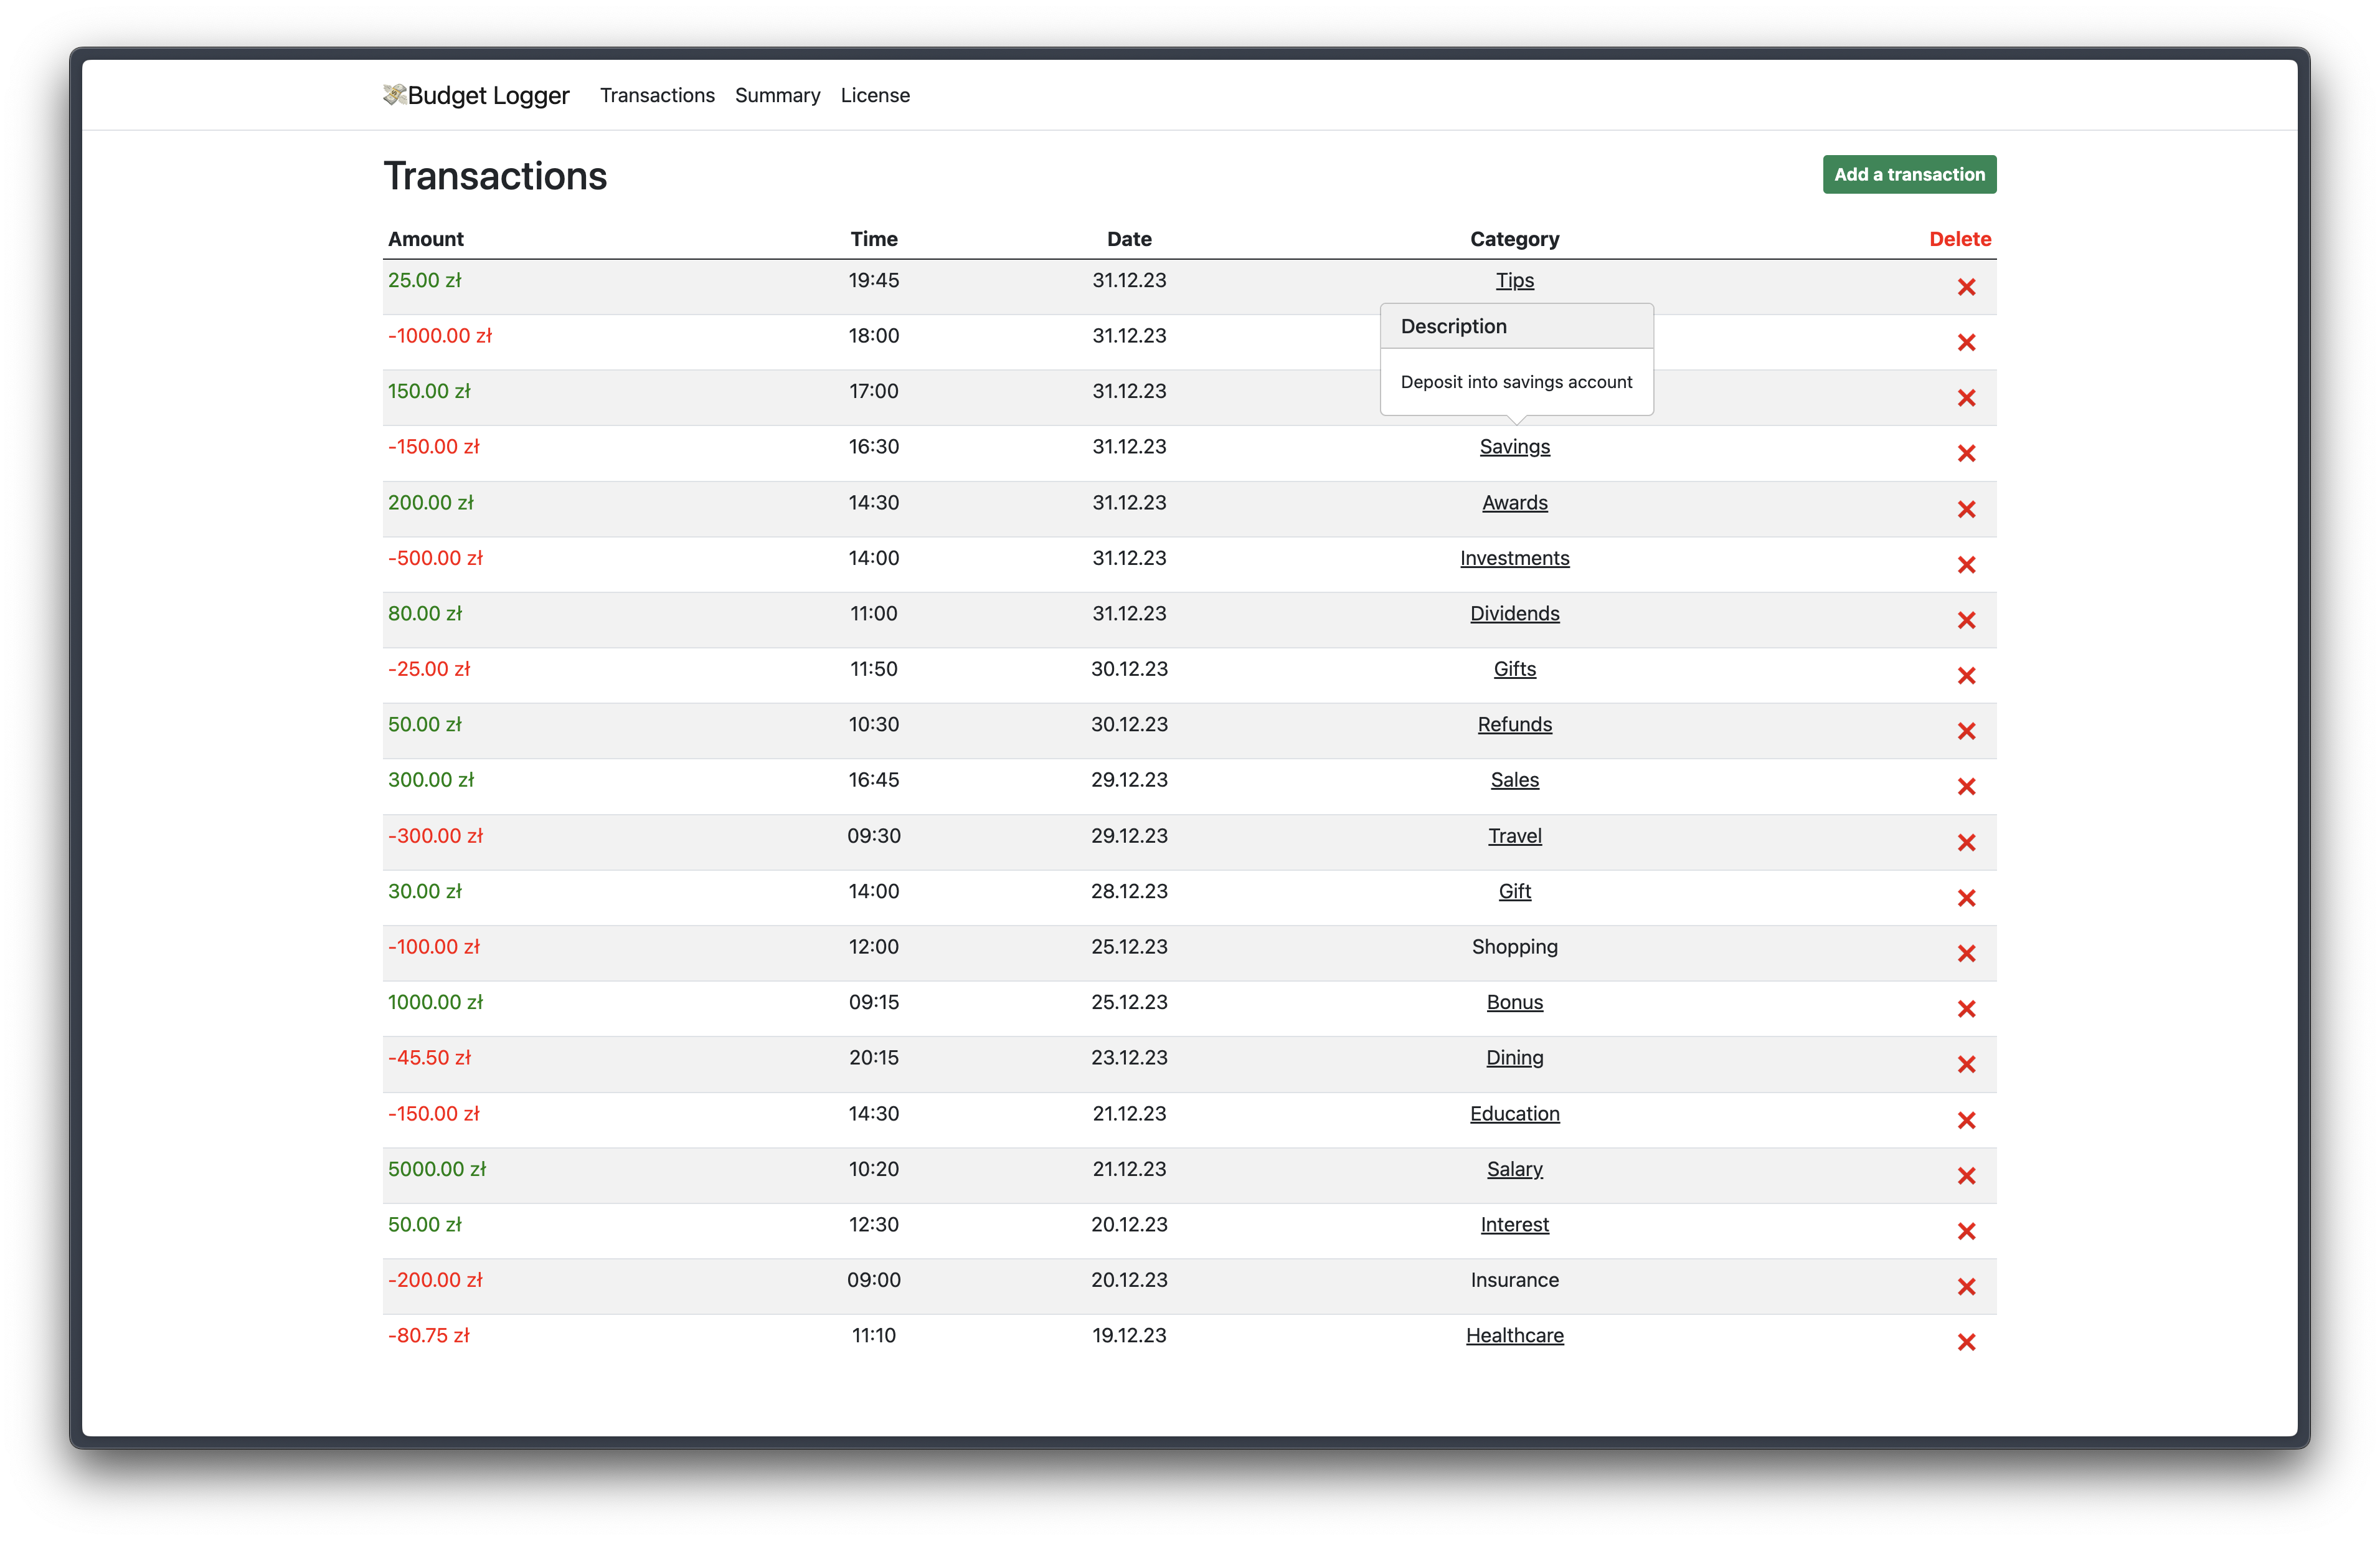 Budget Logger Transactions Summary License
Transactions
Add a transaction
Amount Time Date Category Delete
25.00 zł 19:45 31.12.23 Tips
-1000.00 zł 18:00 31.12.23
150.00 zł 17:00 31.12.23
Description
Deposit into savings account
-150.00 zł 16:30 31.12.23 Savings
200.00 zł 14:30 31.12.23 Awards
-500.00 zł 14:00 31.12.23 Investments
80.00 zł 11:00 31.12.23 Dividends
-25.00 zł 11:50 30.12.23 Gifts
50.00 zł 10:30 30.12.23 Refunds
300.00 zł 16:45 29.12.23 Sales
-300.00 zł 09:30 29.12.23 Travel
30.00 zł 14:00 28.12.23 Gift
-100.00 zł 12:00 25.12.23 Shopping
1000.00 zł 09:15 25.12.23 Bonus
-45.50 zł 20:15 23.12.23 Dining
-150.00 zł 14:30 21.12.23 Education
5000.00 zł 10:20 21.12.23 Salary
50.00 zł 12:30 20.12.23 Interest
-200.00 zł 09:00 20.12.23 Insurance
-80.75 zł 11:10 19.12.23 Healthcare